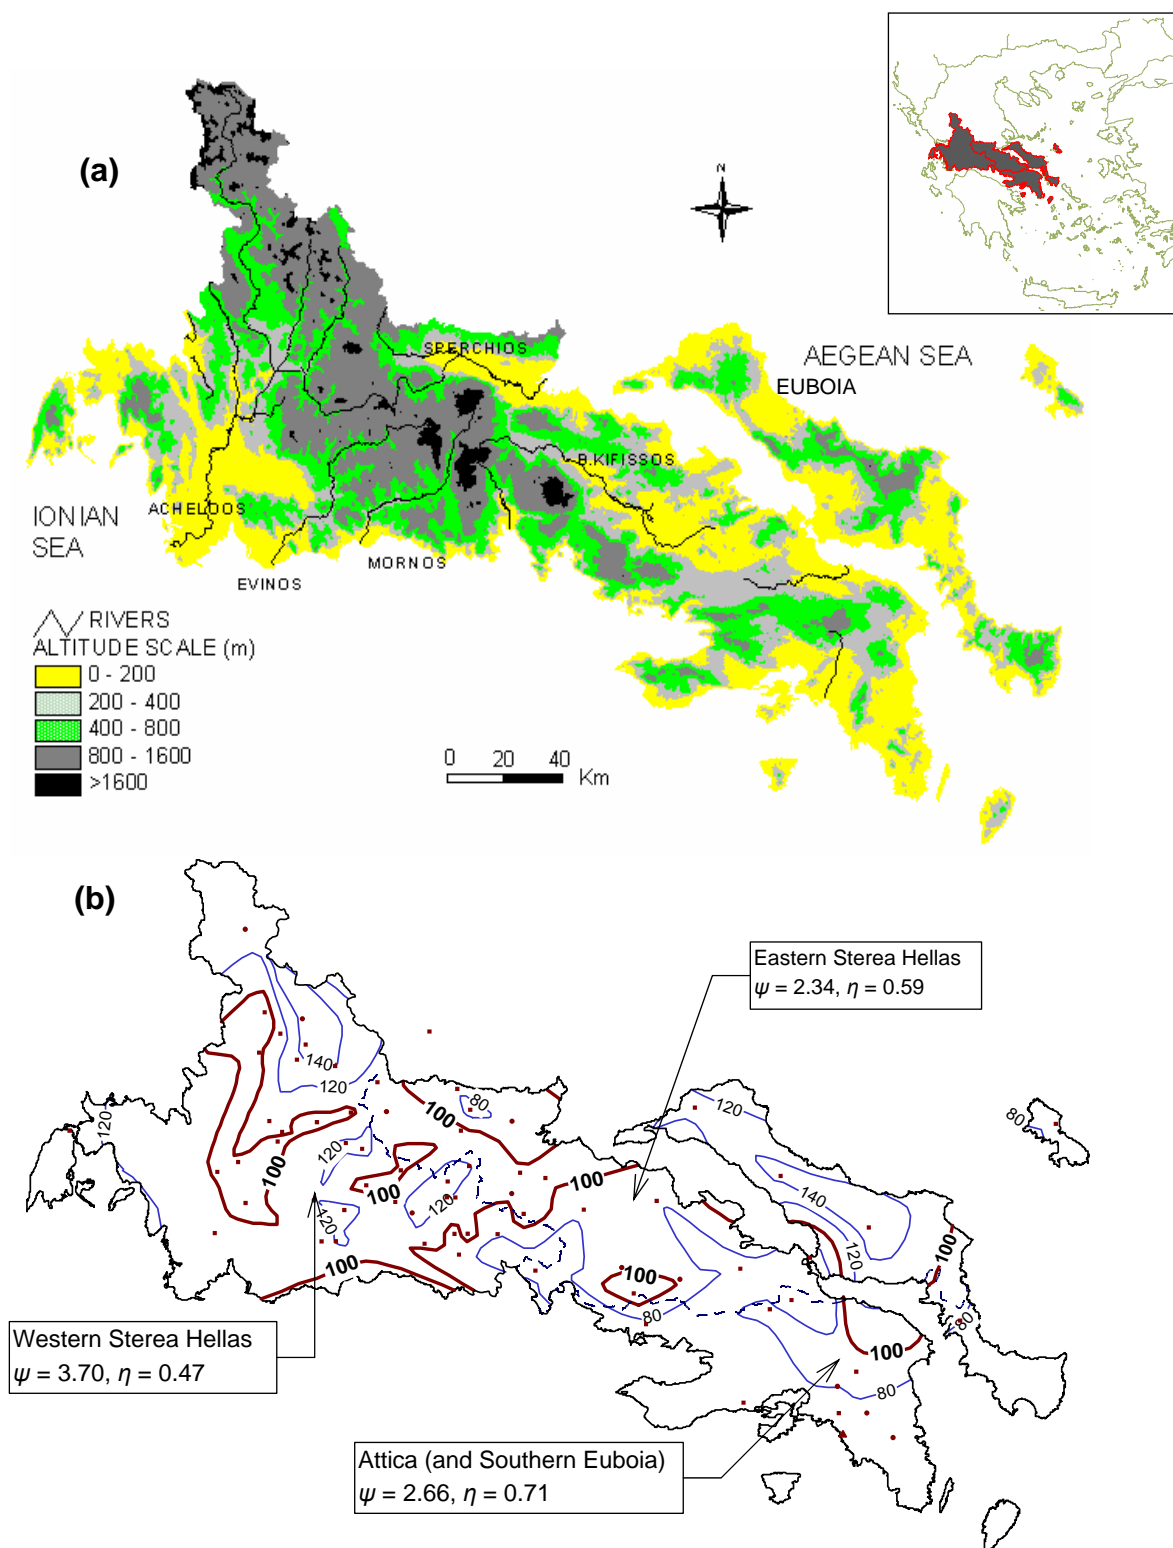 (a)
N
AEGEAN SEA
SPERCHIOS
EUBOIA
B.KIFISSOS
IONIAN
SEA
ACHELOOS
MORNOS
EVINOS
RIVERS
ALTITUDE SCALE (m)
0 - 200
200 - 400
400 - 800
800 - 1600
>1600
0 20 40
Km
(b)
Eastern Sterea Hellas
ψ = 2.34, η = 0.59
140
120
80
100
120
80
120
100
120
100
140
120
120
120
100
100
100
80
80
100
80
Western Sterea Hellas
ψ = 3.70, η = 0.47
Attica (and Southern Euboia)
ψ = 2.66, η = 0.71